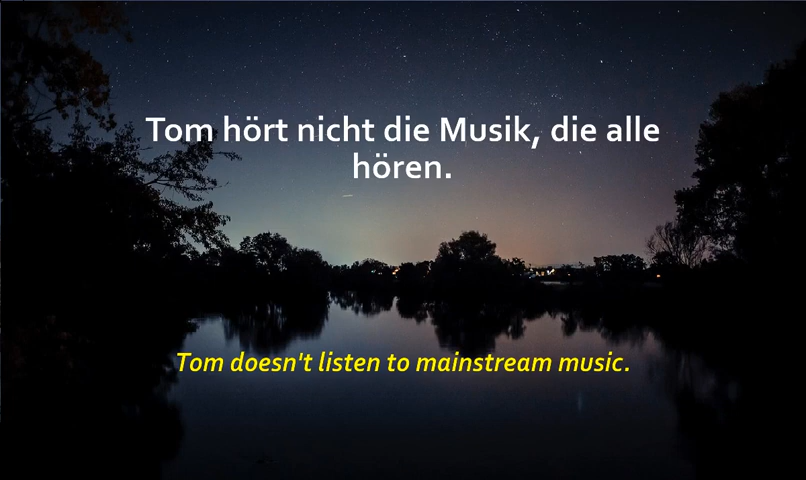 Tom hört nicht die Musik, die alle
hören.
Tom doesn't listen to mainstream music.